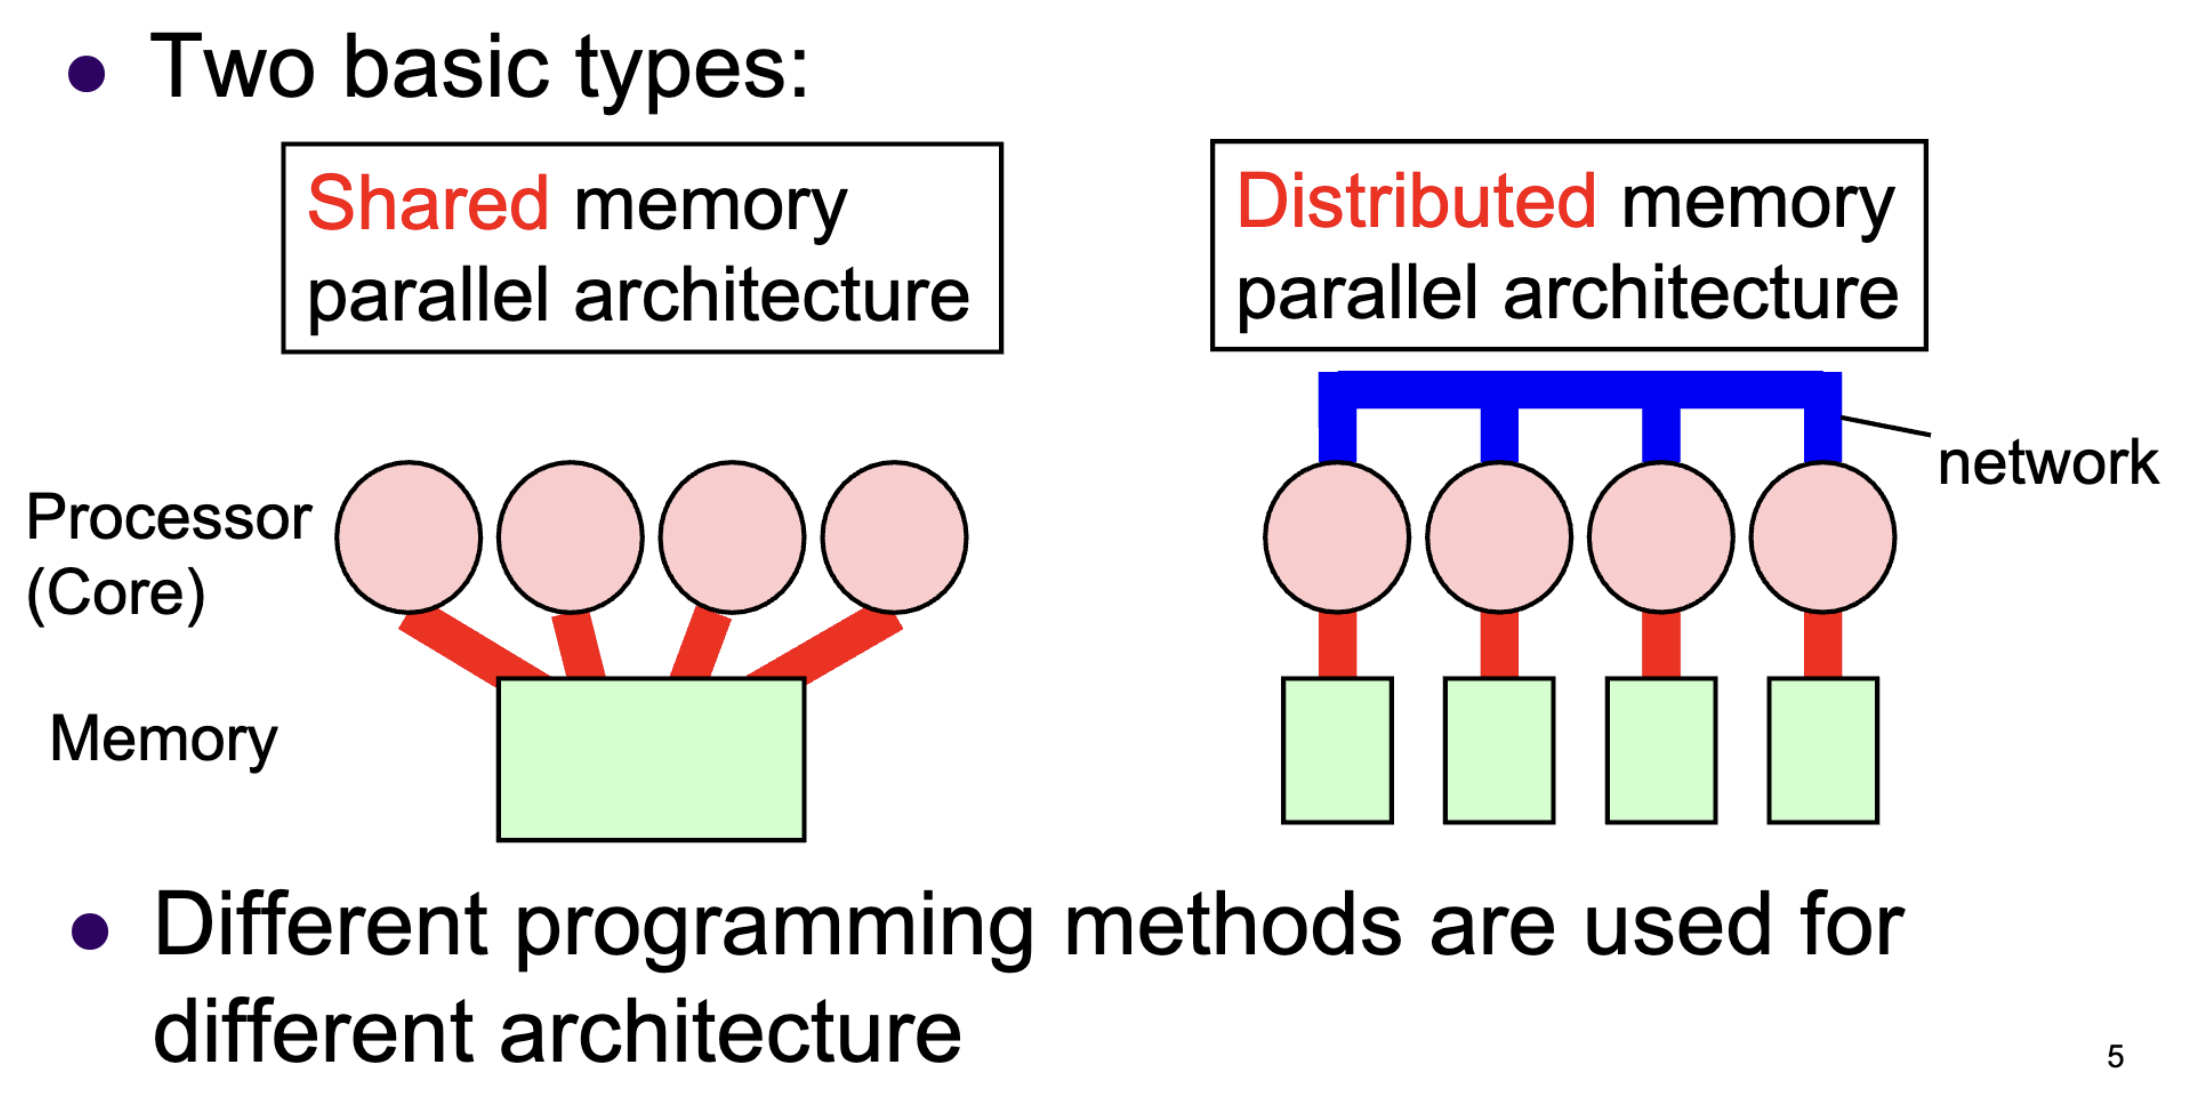 Two basic types:
Shared memory
parallel architecture
Distributed memory
parallel architecture
network
Processor
(Core)
Memory
Different programming methods are used for
different architecture
5